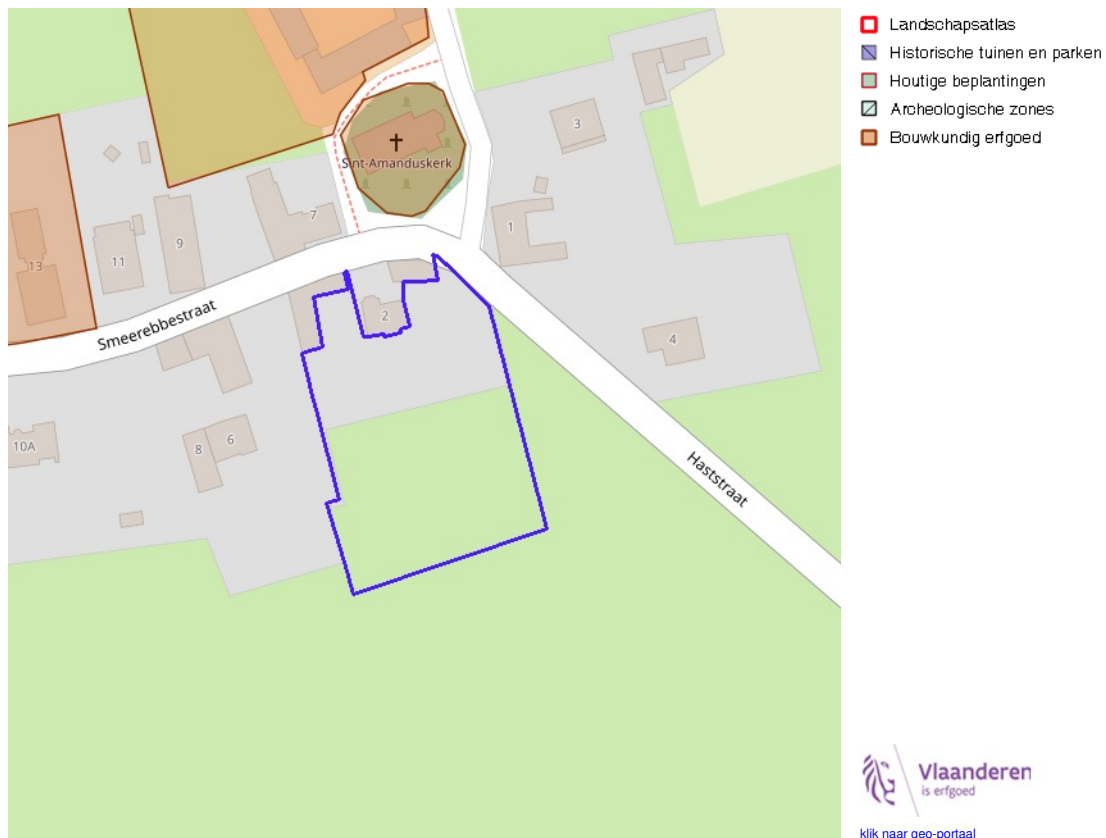 Landschapsatlas
Historische tuinen en parken
Houtige beplantingen
Archeologische zones
Bouwkundig erfgoed
3
Sint-Amanduskerk
7
1
9
11
13
2
Smeerebbestraat
4
6
8
10A
Haststraat
Vlaanderen
is erfgoed
klik naar geo-portaal